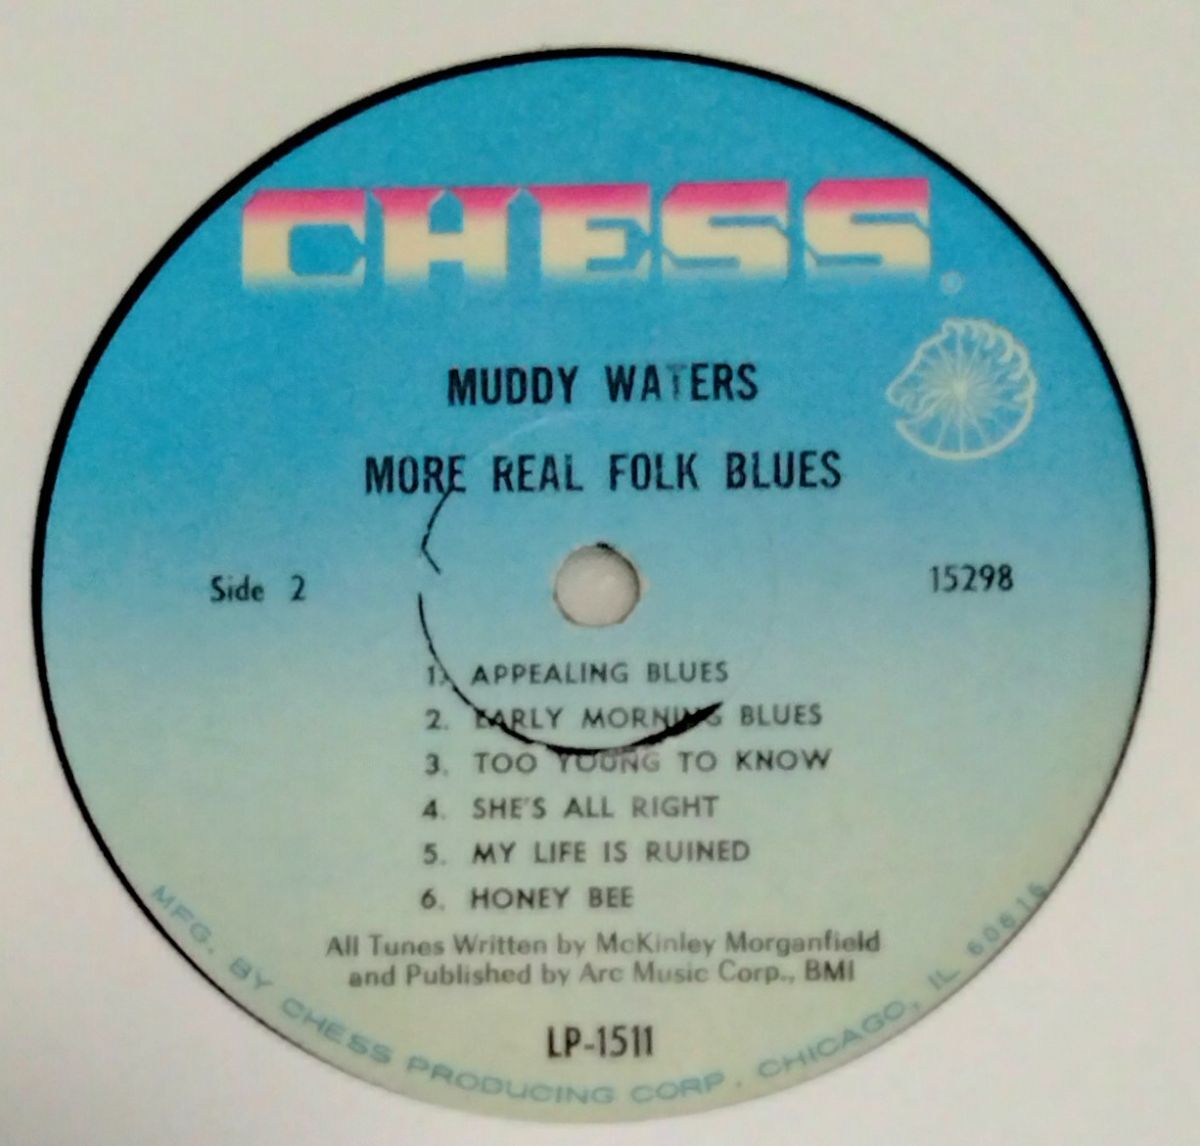 CHESS®
MUDDY WATERS
MORE REAL FOLK BLUES
Side 2
15298
1. APPEALING BLUES
2. EARLY MORNING BLUES
3. TOO YOUNG TO KNOW
4. SHE'S ALL RIGHT
5. MY LIFE IS RUINED
6. HONEY BEE
All Tunes Written by McKinley Morganfield
and Published by Arc Music Corp., BMI
LP-1511
MFG. BY CHESS PRODUCING CORP. CHICAGO, IL 60616